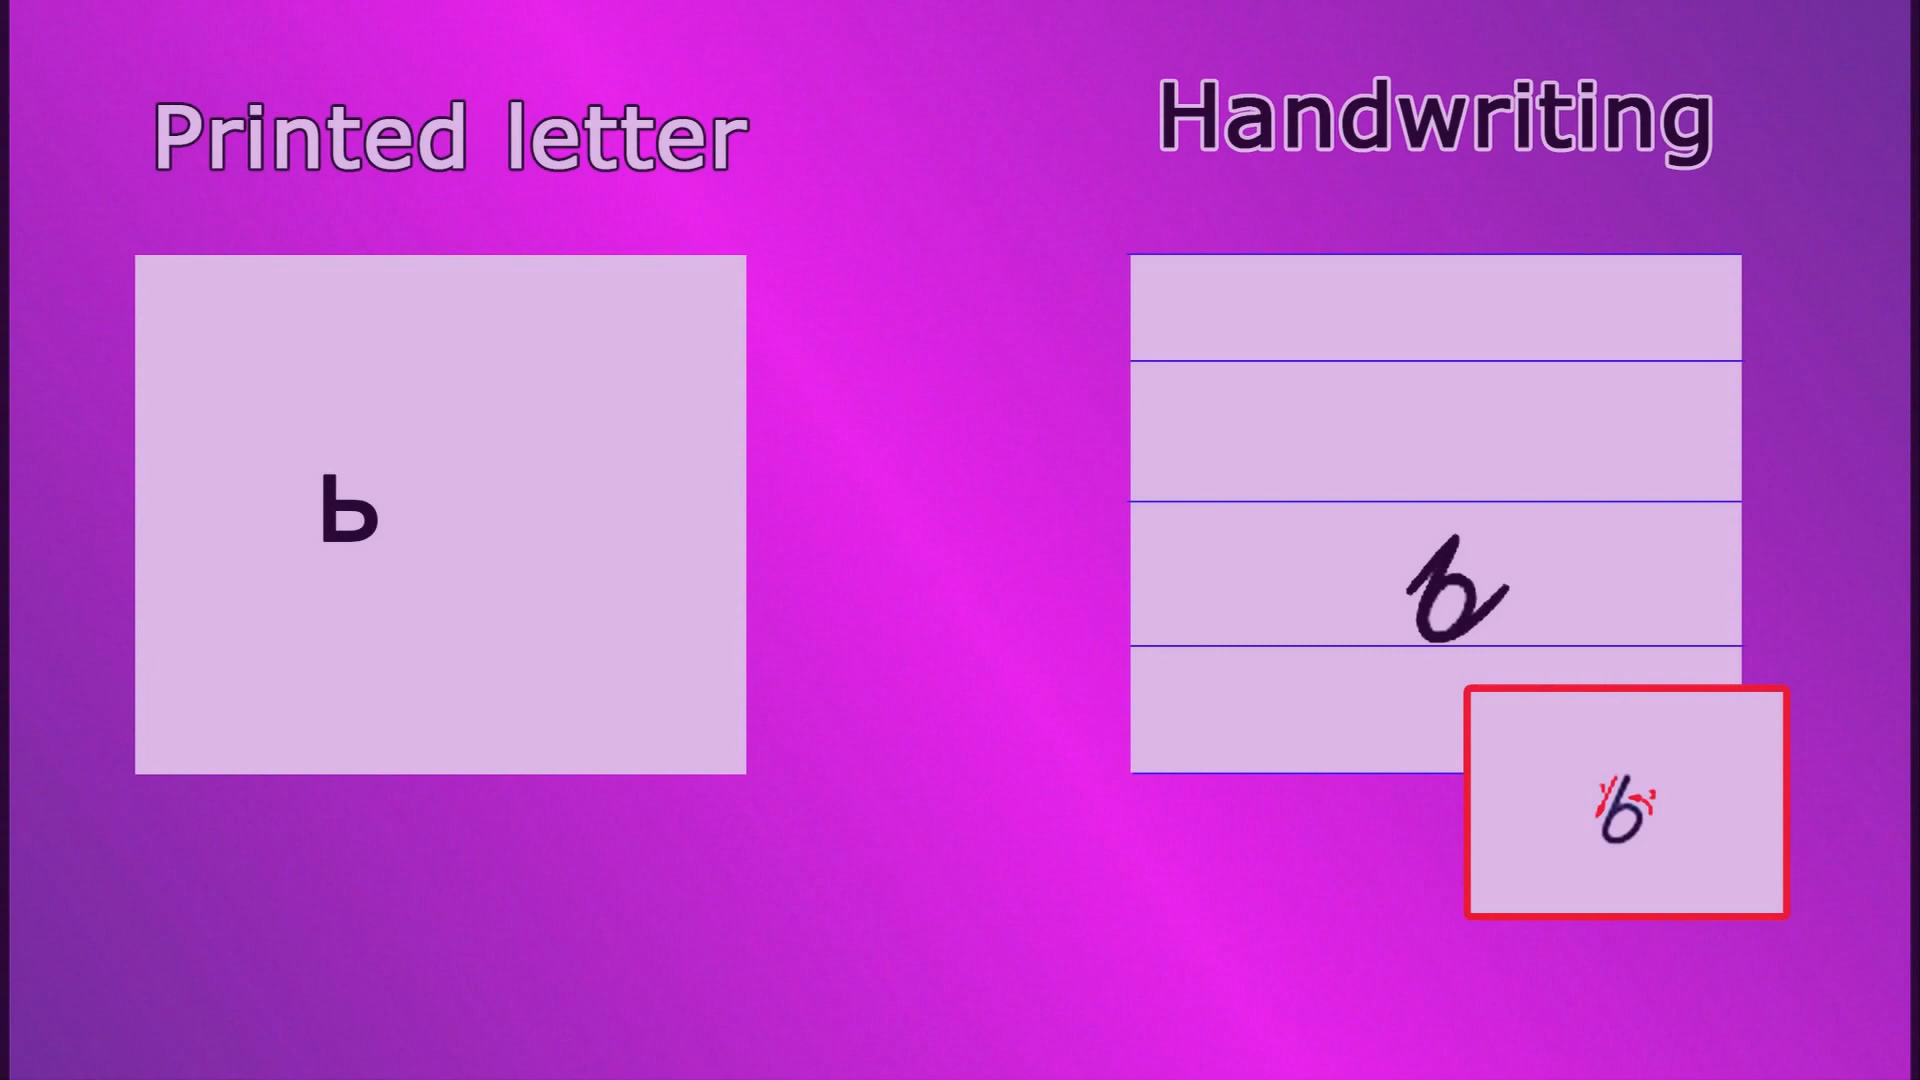 Printed letter
Handwriting
ь
ь
ь